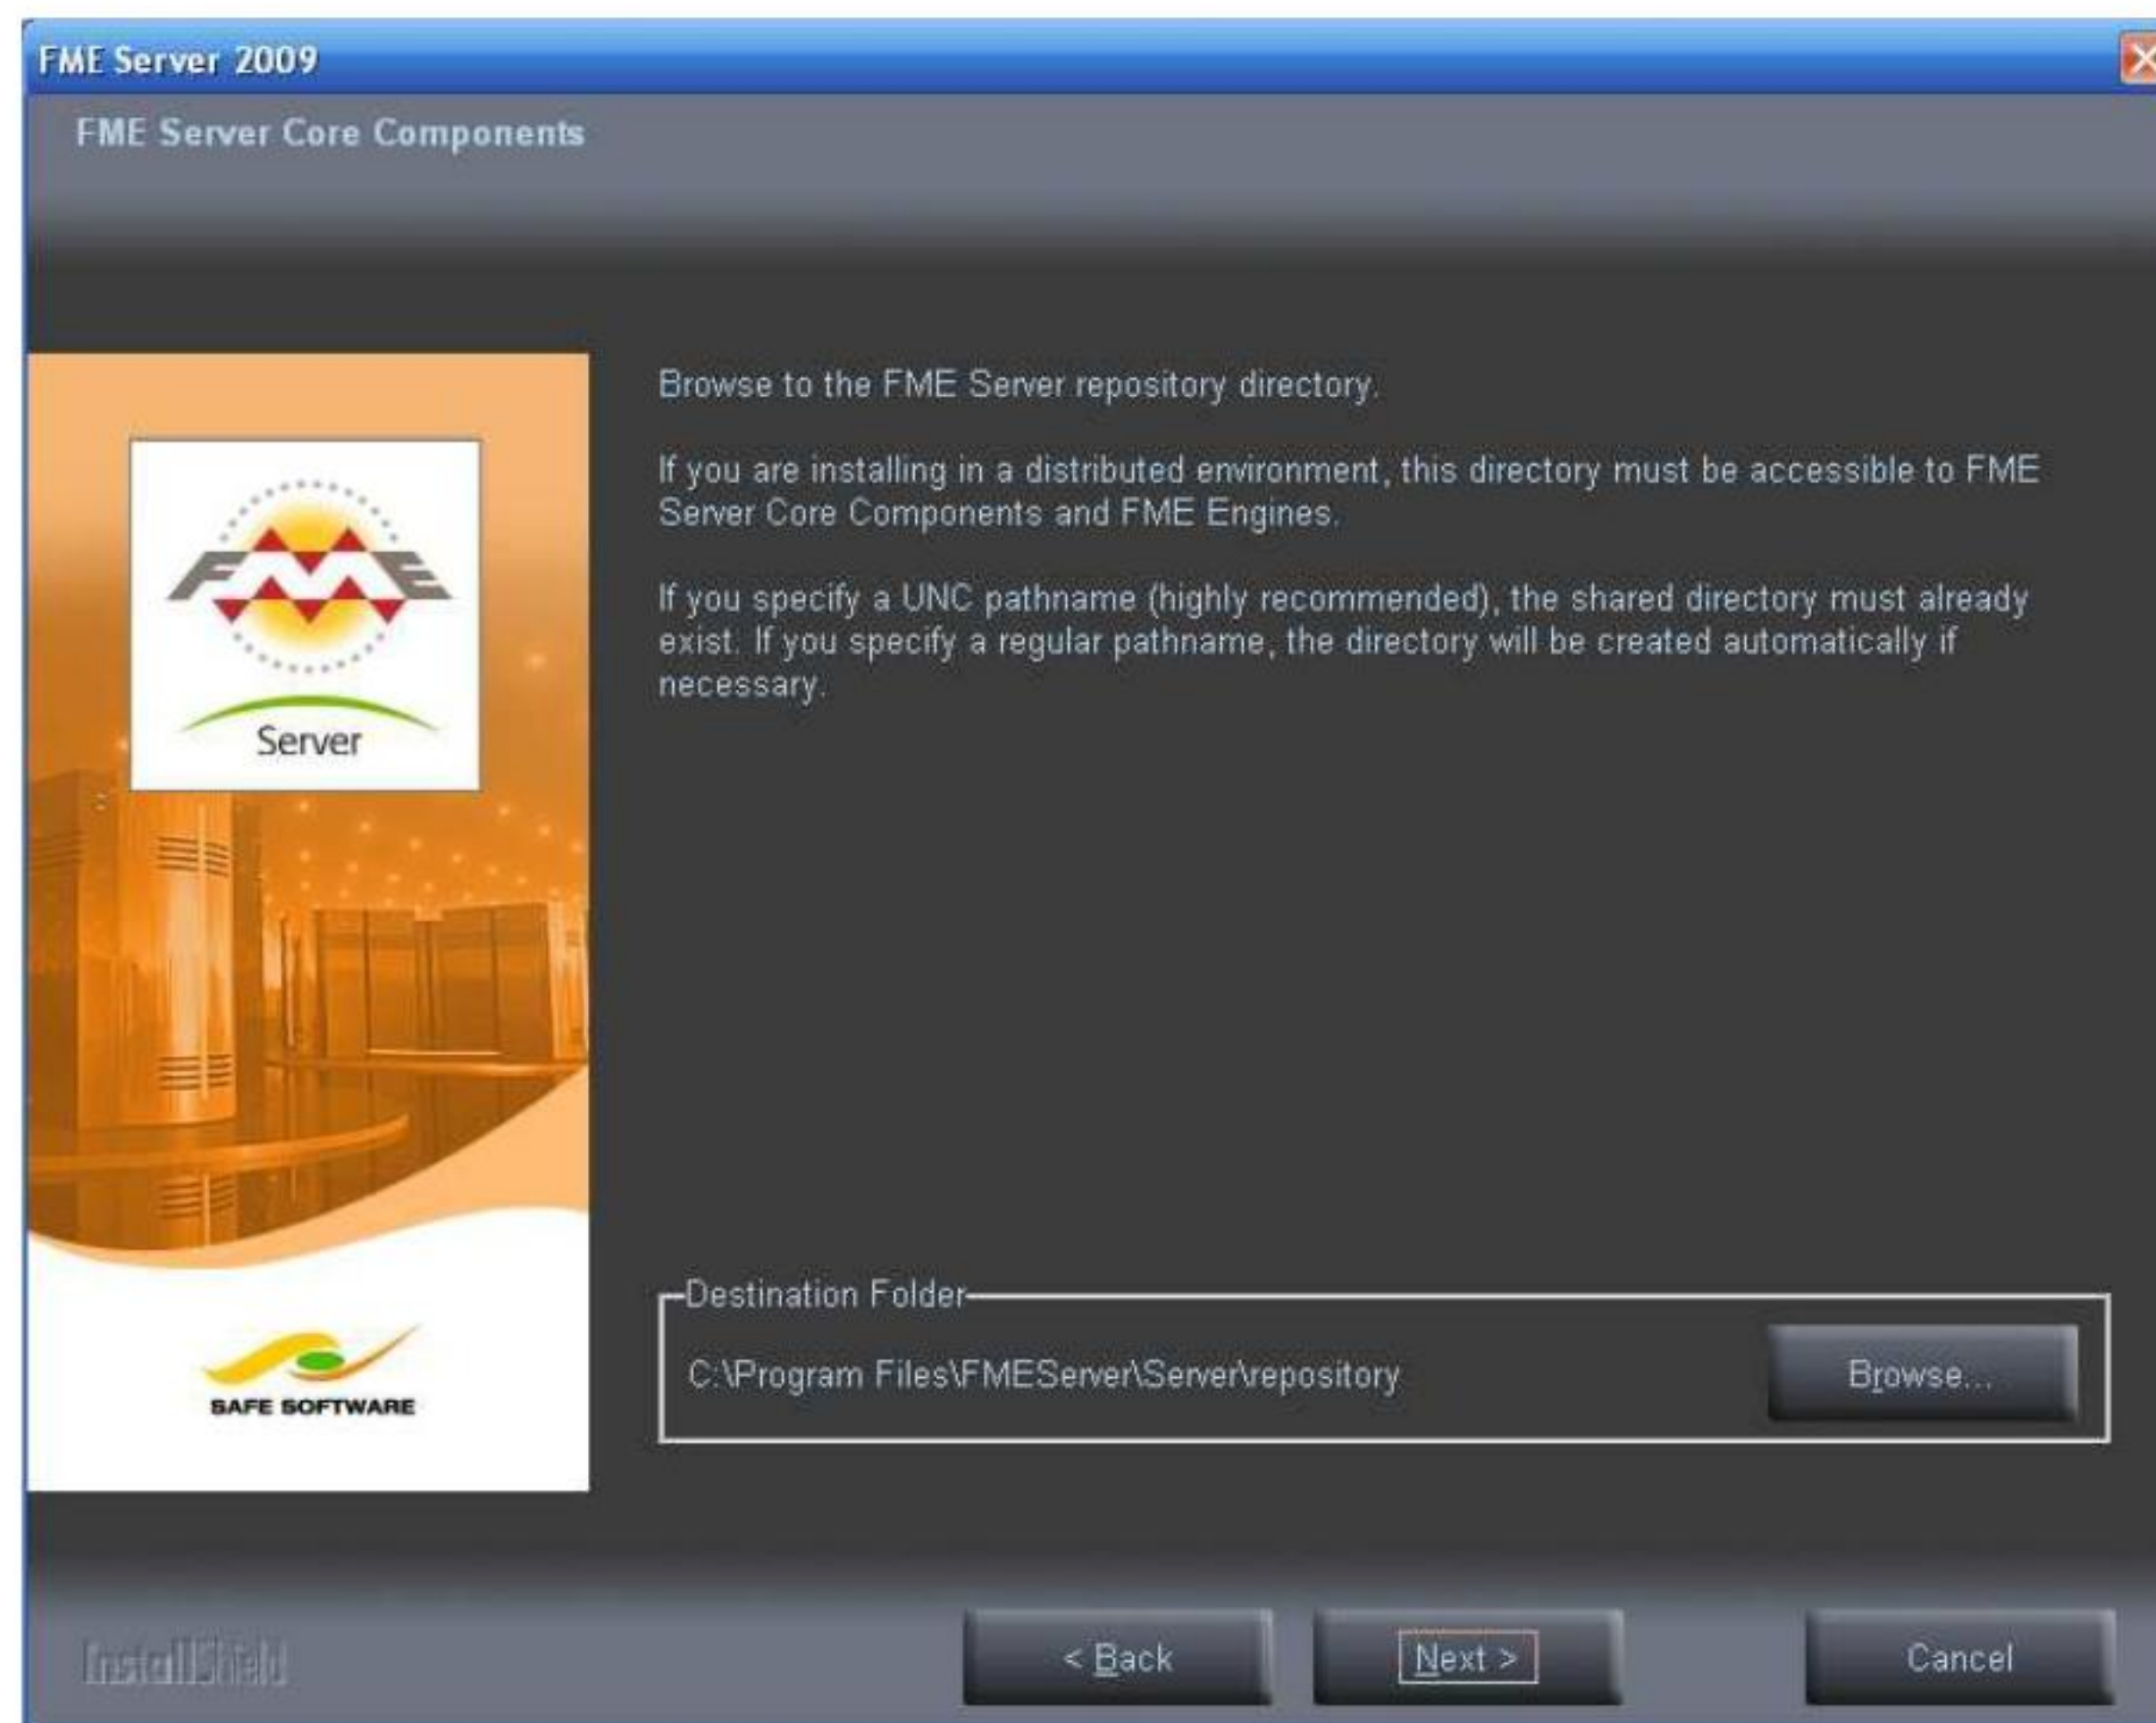 FME Server 2009
FME Server Core Components
Browse to the FME Server repository directory.
If you are installing in a distributed environment, this directory must be accessible to FME
Server Core Components and FME Engines.
If you specify a UNC pathname (highly recommended), the shared directory must already
exist. If you specify a regular pathname, the directory will be created automatically if
necessary.
FME
Server
Destination Folder
C:\Program Files\FMEServer\Server\repository
Browse...
SAFE SOFTWARE
InstallShield
< Back
Next >
Cancel